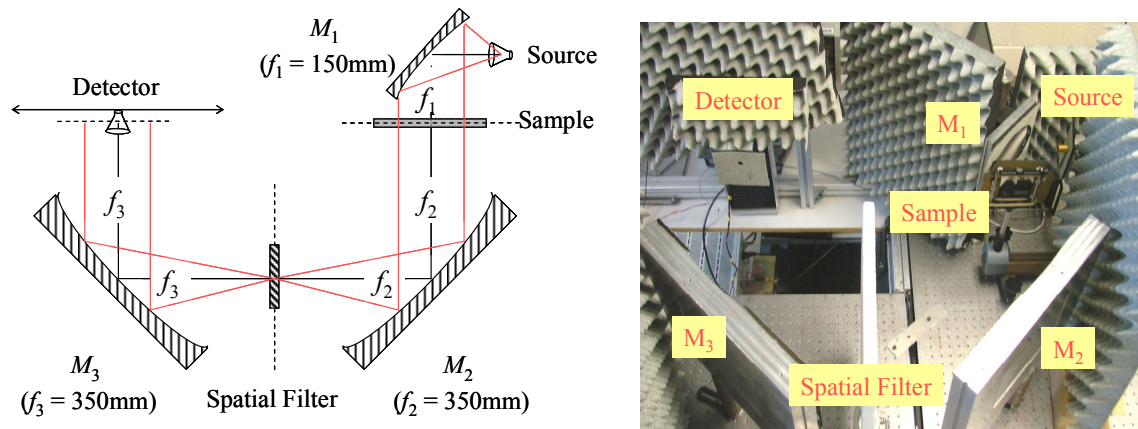 M1
(f1 = 150mm)
Source
Detector
f1
Sample
f3
f2
f3
f2
M3
(f3 = 350mm)
Spatial Filter
M2
(f2 = 350mm)
Detector
M1
Source
Sample
M3
M2
Spatial Filter